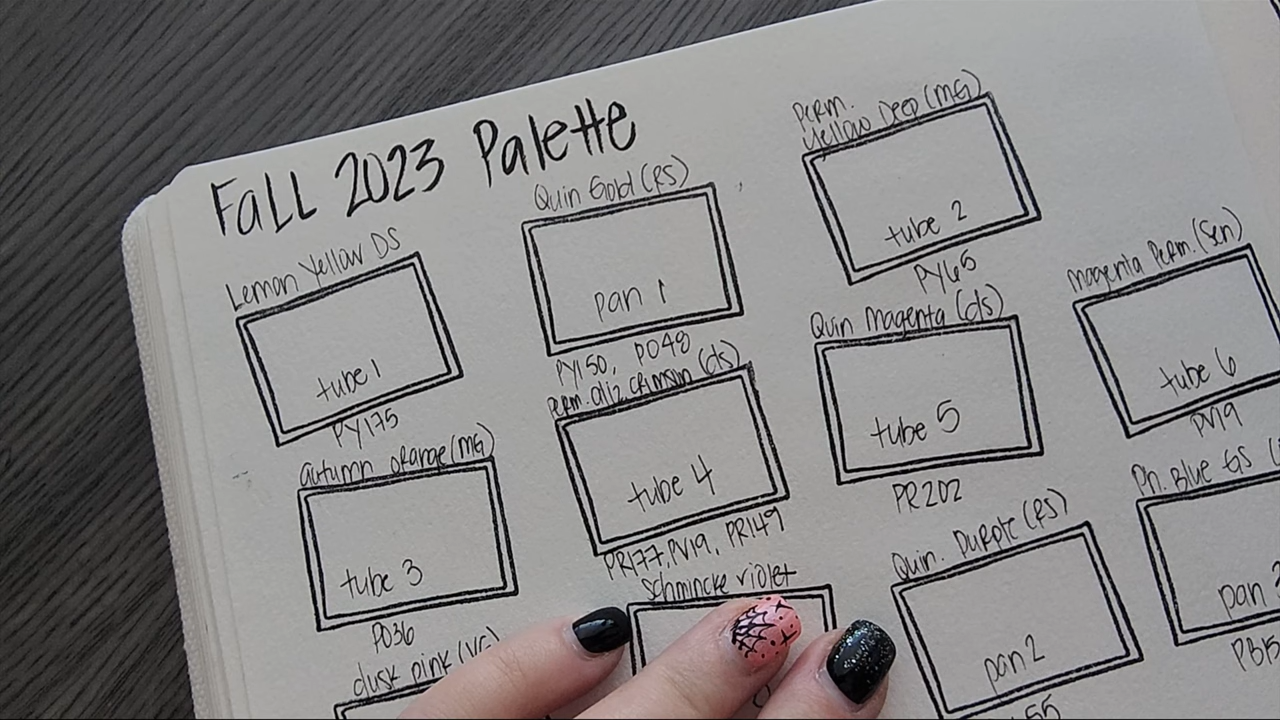 Fall 2023 Palette
Lemon Yellow DS
tube 1
PY175
Quin Gold (RS)
pan 1
PY150, PO48
Perm.
Yellow Deep (MG)
tube 2
PY65
autumn orange (MG)
tube 3
PO36
Perm. aliz. crimson (ds)
tube 4
PR177, PV19, PR149
Quin Magenta (ds)
tube 5
PR202
Magenta Perm. (Sen)
tube 6
PV19
dusk pink
Schmincke violet
Quin. Purple (RS)
pan 2
55
Ph. Blue GS
pan
PB15